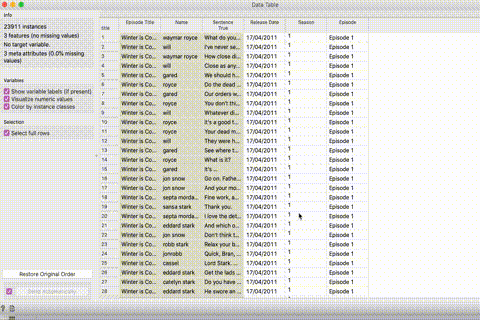 Data Table
Info
23911 instances
3 features (no missing values)
No target variable.
3 meta attributes (0.0% missing values)
Variables
Show variable labels (if present)
Visualize numeric values
Color by instance classes
Selection
Select full rows
Restore Original Order
Send Automatically
Episode Title Name Sentence Release Date Season Episode
title True
1 Winter is Co... waymar royce What do you... 17/04/2011 1 Episode 1
2 Winter is Co... will I've never se... 17/04/2011 1 Episode 1
3 Winter is Co... waymar royce How close di... 17/04/2011 1 Episode 1
4 Winter is Co... will Close as any... 17/04/2011 1 Episode 1
5 Winter is Co... gared We should h... 17/04/2011 1 Episode 1
6 Winter is Co... royce Do the dead ... 17/04/2011 1 Episode 1
7 Winter is Co... gared Our orders w... 17/04/2011 1 Episode 1
8 Winter is Co... royce You don't thi... 17/04/2011 1 Episode 1
9 Winter is Co... will Whatever di... 17/04/2011 1 Episode 1
10 Winter is Co... royce It's a good t... 17/04/2011 1 Episode 1
11 Winter is Co... royce Your dead m... 17/04/2011 1 Episode 1
12 Winter is Co... will They were h... 17/04/2011 1 Episode 1
13 Winter is Co... gared See where t... 17/04/2011 1 Episode 1
14 Winter is Co... royce What is it? 17/04/2011 1 Episode 1
15 Winter is Co... gared It's ... 17/04/2011 1 Episode 1
16 Winter is Co... jon snow Go on. Fathe... 17/04/2011 1 Episode 1
17 Winter is Co... jon snow And your mo... 17/04/2011 1 Episode 1
18 Winter is Co... septa morda... Fine work, a... 17/04/2011 1 Episode 1
19 Winter is Co... sansa stark Thank you. 17/04/2011 1 Episode 1
20 Winter is Co... septa morda... I love the det... 17/04/2011 1 Episode 1
21 Winter is Co... eddard stark And which o... 17/04/2011 1 Episode 1
22 Winter is Co... jon snow Don't think t... 17/04/2011 1 Episode 1
23 Winter is Co... robb stark Relax your b... 17/04/2011 1 Episode 1
24 Winter is Co... jonrobb Quick, Bran, ... 17/04/2011 1 Episode 1
25 Winter is Co... cassel Lord Stark. ... 17/04/2011 1 Episode 1
26 Winter is Co... eddard stark Get the lads ... 17/04/2011 1 Episode 1
27 Winter is Co... catelyn stark Do you have ... 17/04/2011 1 Episode 1
28 Winter is Co... eddard stark He swore an ... 17/04/2011 1 Episode 1